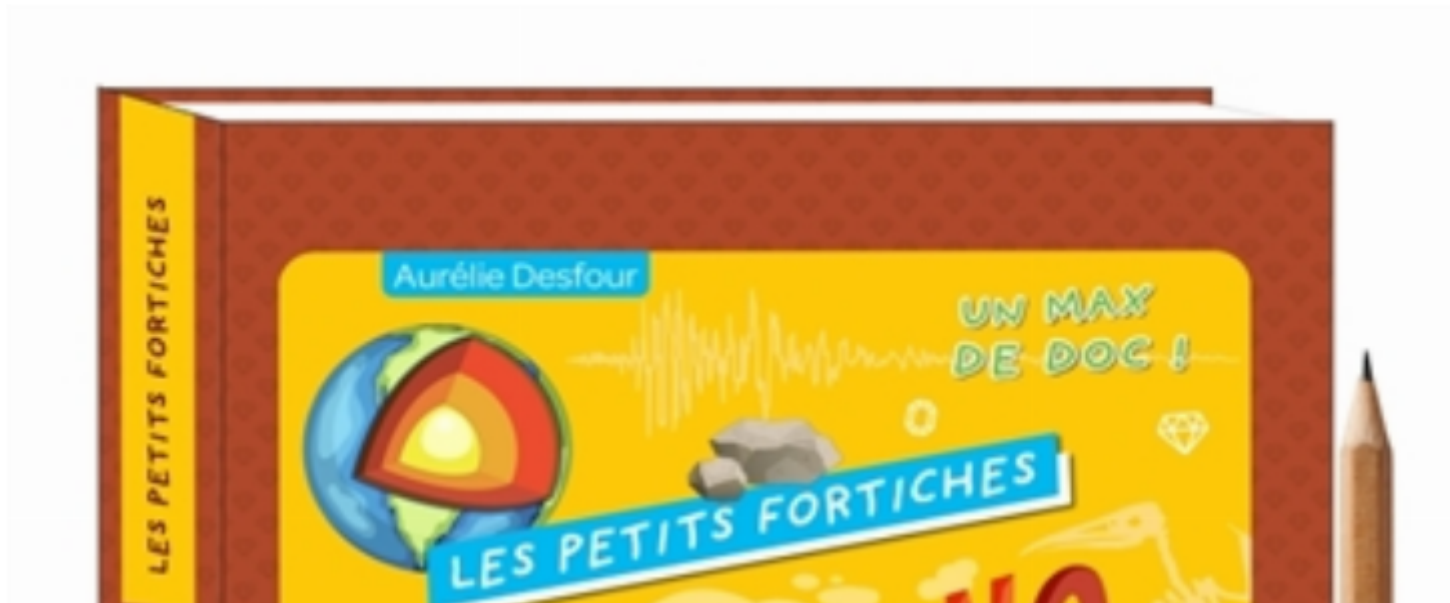 LES PETITS FORTICHES
Aurélie Desfour
UN MAX
DE DOC !
LES PETITS FORTICHES